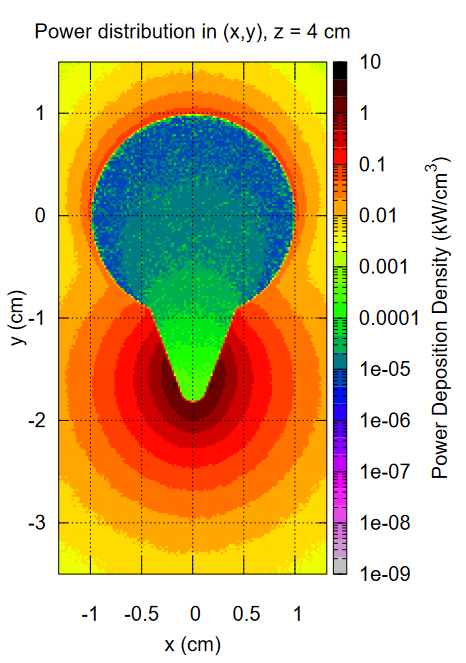 Power distribution in (x,y), z = 4 cm
10
1
0.1
0.01
0.001
0.0001
1e-05
1e-06
1e-07
1e-08
1e-09
Power Deposition Density (kW/cm³)
1
0
-1
-2
-3
y (cm)
-1 -0.5 0 0.5 1
x (cm)